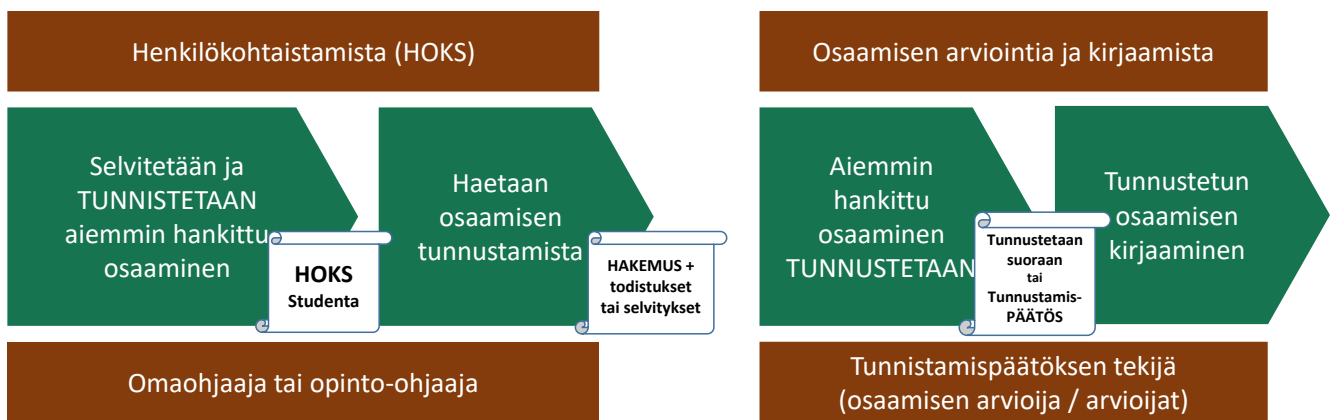 Henkilökohtaistamista (HOKS)
Osaamisen arviointia ja kirjaamista
Selvitetään ja
TUNNISTETAAN
aiemmin hankittu
osaaminen
HOKS
Studenta
Haetaan
osaamisen
tunnustamista
HAKEMUS +
todistukset
tai selvitykset
Aiemmin
hankittu
osaaminen
TUNNUSTETAAN
Tunnustetaan
suoraan
tai
Tunnustamis-
PÄÄTÖS
Tunnustetun
osaamisen
kirjaaminen
Omaohjaaja tai opinto-ohjaaja
Tunnistamispäätöksen tekijä
(osaamisen arvioija / arvioijat)